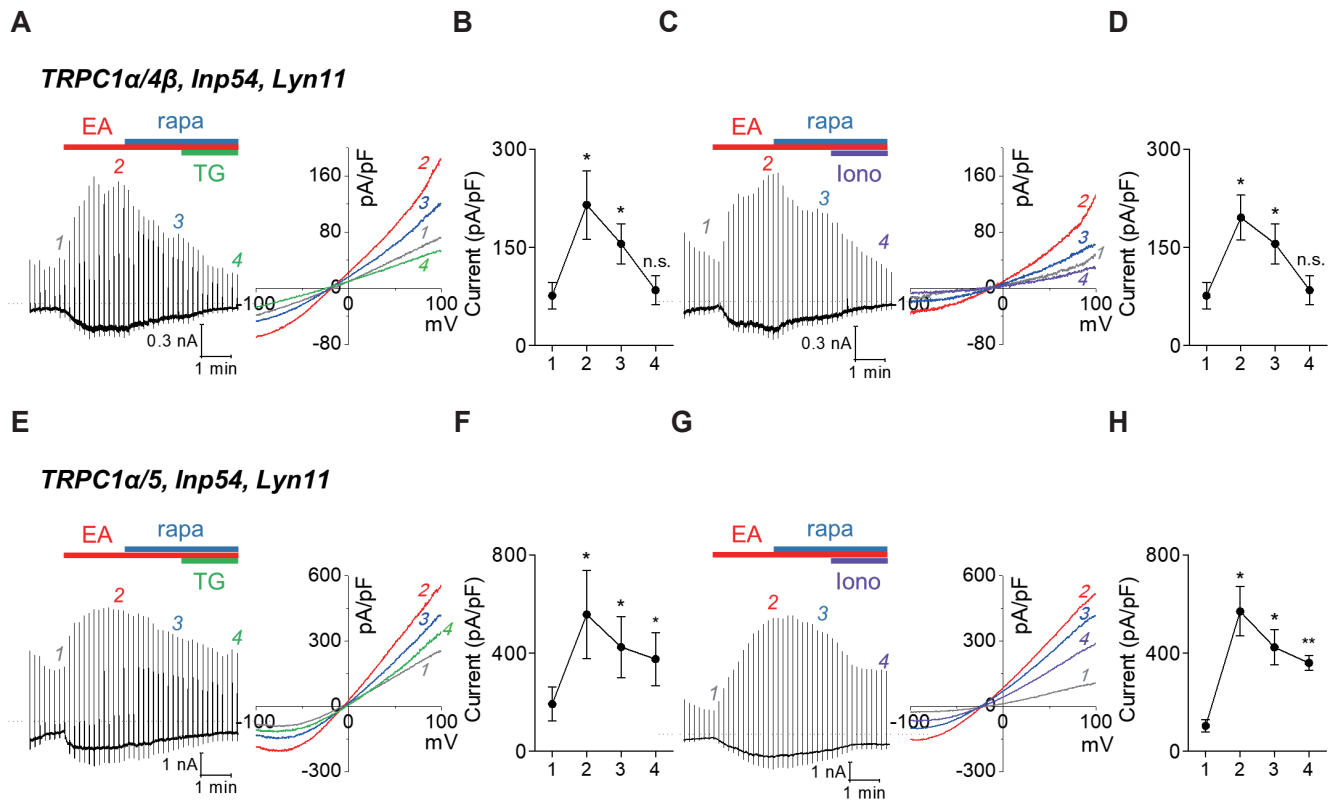 A
B
C
D
TRPC1α/4β, Inp54, Lyn11
EA
rapa
TG
1
2
3
4
0.3 nA
1 min
pA/pF
160
80
0
-80
-100
0
100
mV
2
3
1
4
Current (pA/pF)
300
150
0
*
*
n.s.
1 2 3 4
EA
rapa
Iono
1
2
3
4
0.3 nA
1 min
pA/pF
160
80
0
-80
-100
0
100
mV
2
3
1
4
Current (pA/pF)
300
150
0
*
*
n.s.
1 2 3 4
E
F
G
H
TRPC1α/5, Inp54, Lyn11
EA
rapa
TG
1
2
3
4
1 nA
1 min
pA/pF
600
300
0
-300
-100
0
100
mV
2
3
4
1
Current (pA/pF)
800
400
0
*
*
*
1 2 3 4
EA
rapa
Iono
1
2
3
4
1 nA
1 min
pA/pF
600
300
0
-300
-100
0
100
mV
2
3
4
1
Current (pA/pF)
800
400
0
*
*
**
1 2 3 4